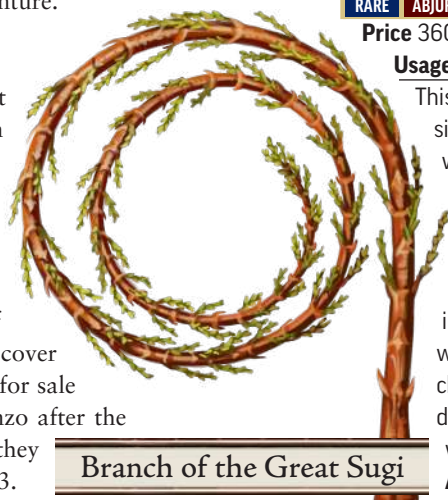 nture.
t
cover
for sale
nzo after the
they
3.
Branch of the Great Sugi
RARE ABJUR
Price 360
Usage
This
si
i
w
d